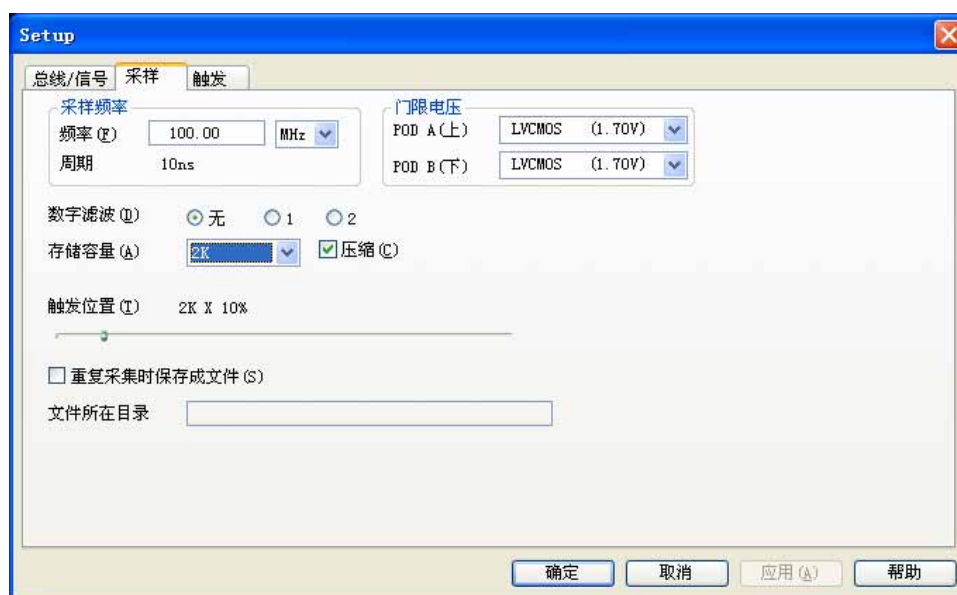 Setup
总线/信号 采样 触发
采样频率 门限电压
频率(F) 100.00 MHz POD A(上) LVCMOS (1.70V)
周期 10ns POD B(下) LVCMOS (1.70V)
数字滤波(D) 无 1 2
存储容量(A) 2K 压缩(C)
触发位置(T) 2K X 10%
重复采集时保存成文件(S)
文件所在目录
确定 取消 应用(A) 帮助